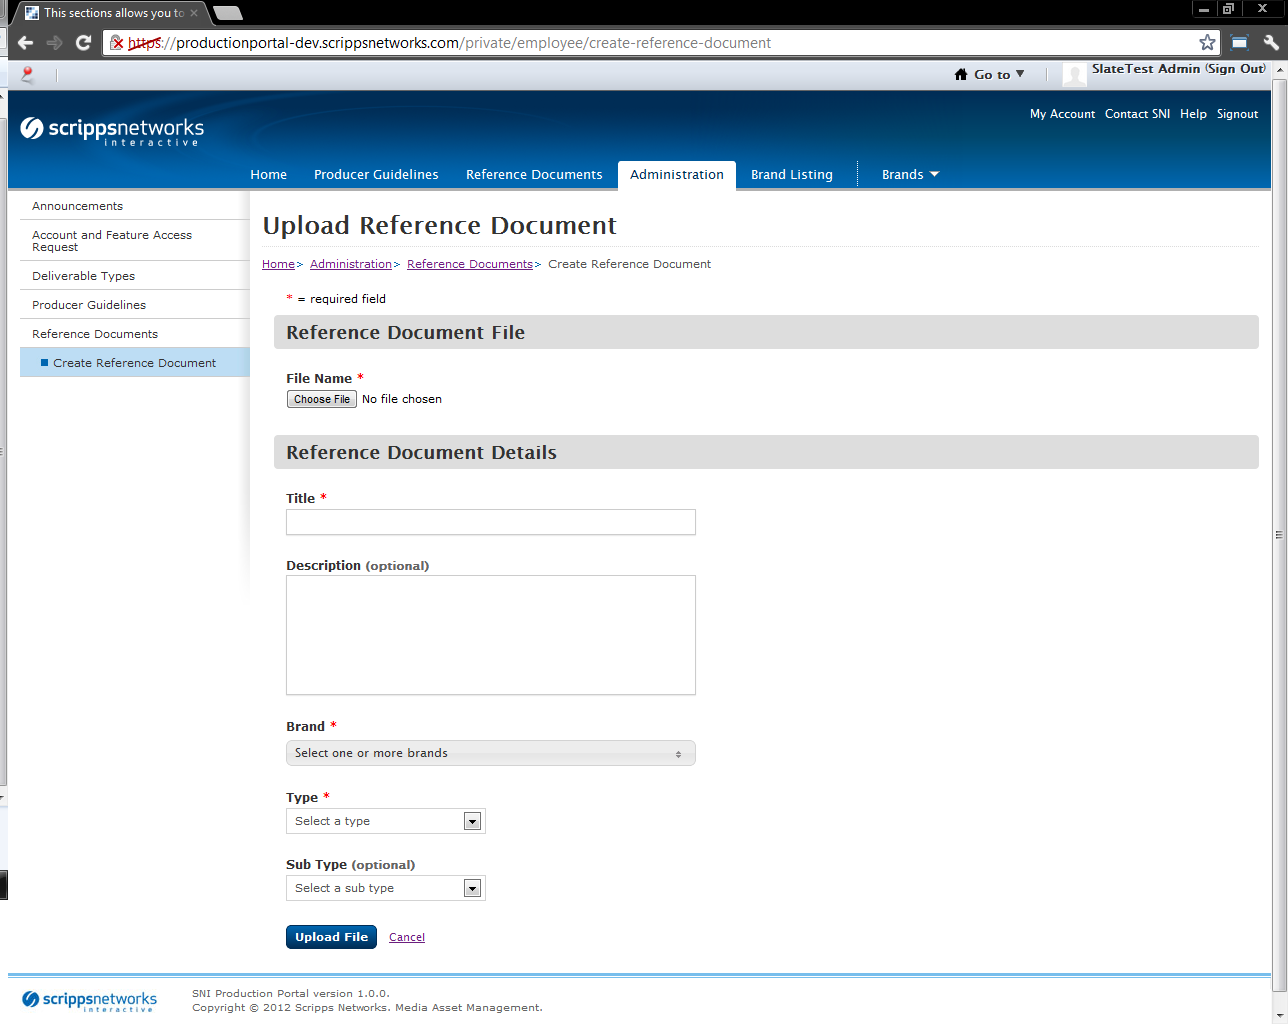 This sections allows you to
https://productionportal-dev.scrippsnetworks.com/private/employee/create-reference-document
Go to
SlateTest Admin (Sign Out)
My Account Contact SNI Help Signout
scrippsnetworks
interactive
Home Producer Guidelines Reference Documents Administration Brand Listing Brands
Announcements
Account and Feature Access
Request
Deliverable Types
Producer Guidelines
Reference Documents
Create Reference Document
Upload Reference Document
Home> Administration> Reference Documents> Create Reference Document
* = required field
Reference Document File
File Name *
Choose File No file chosen
Reference Document Details
Title *
Description (optional)
Brand *
Select one or more brands
Type *
Select a type
Sub Type (optional)
Select a sub type
Upload File Cancel
scrippsnetworks
interactive
SNI Production Portal version 1.0.0.
Copyright © 2012 Scripps Networks. Media Asset Management.